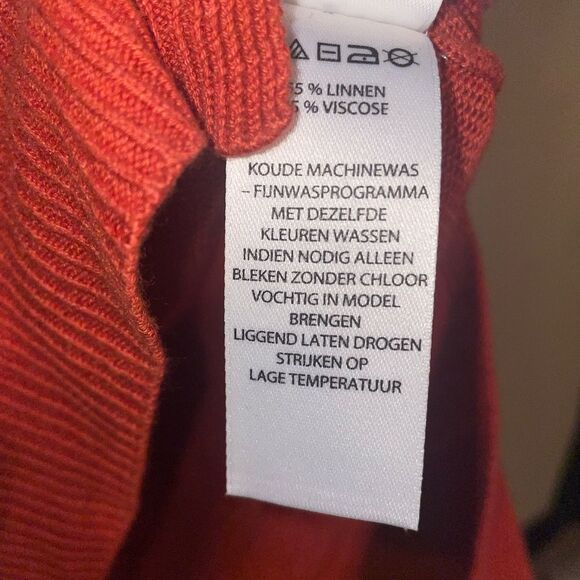 5 % LINNEN
5 % VISCOSE
KOUDE MACHINEWAS
– FIJNWASPROGRAMMA
MET DEZELFDE
KLEUREN WASSEN
INDIEN NODIG ALLEEN
BLEKEN ZONDER CHLOOR
VOCHTIG IN MODEL
BRENGEN
LIGGEND LATEN DROGEN
STRIJKEN OP
LAGE TEMPERATUUR